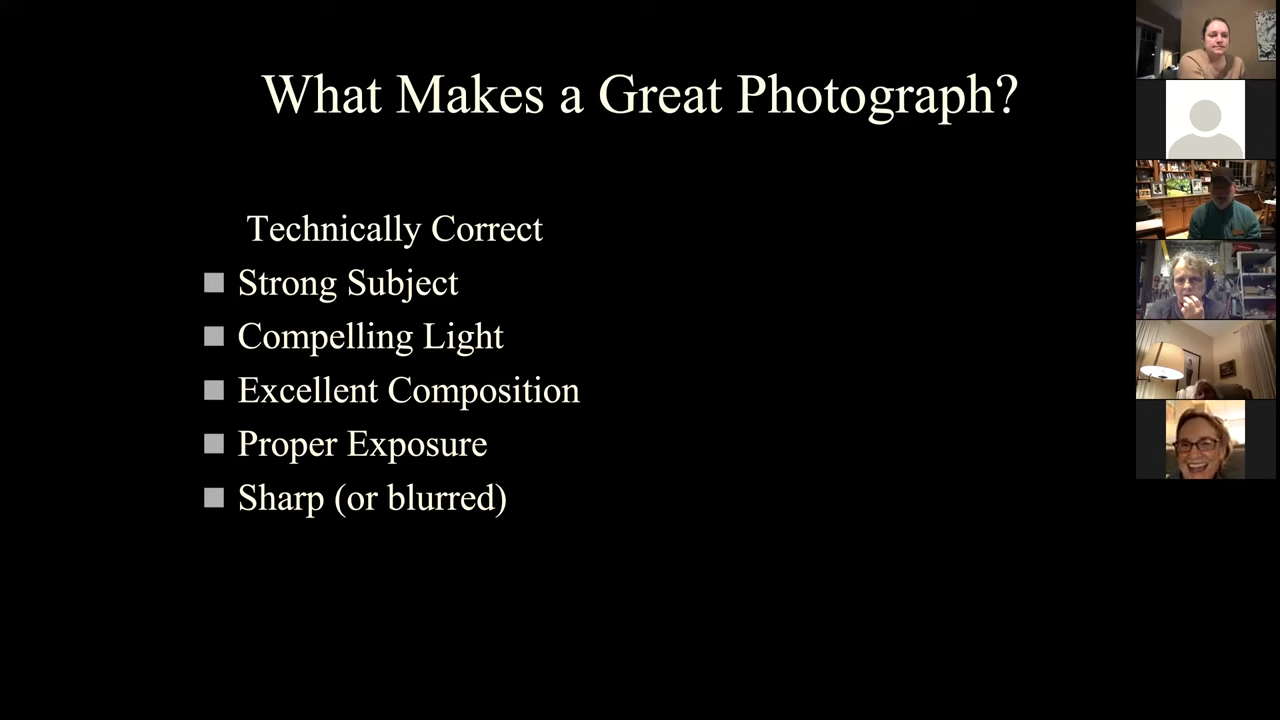 What Makes a Great Photograph?
Technically Correct
Strong Subject
Compelling Light
Excellent Composition
Proper Exposure
Sharp (or blurred)